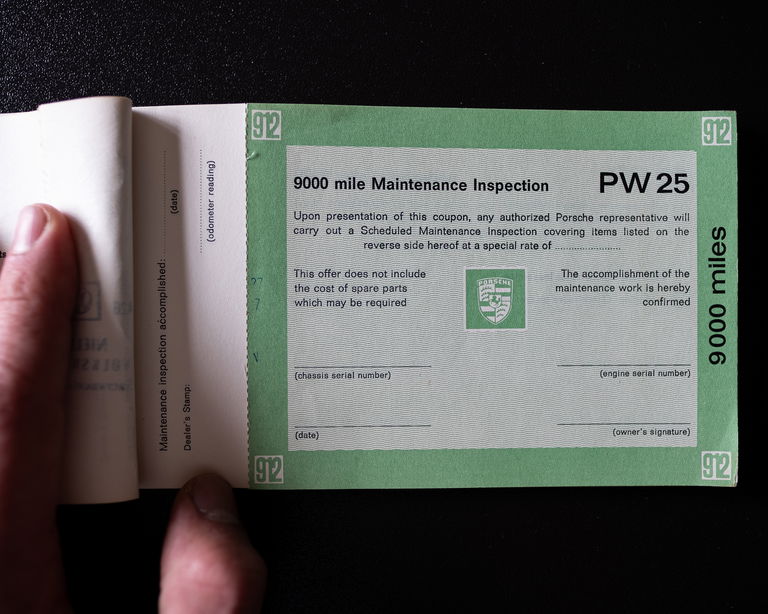 912
912
9000 mile Maintenance Inspection
PW 25
Upon presentation of this coupon, any authorized Porsche representative will
carry out a Scheduled Maintenance Inspection covering items listed on the
reverse side hereof at a special rate of ....................
This offer does not include
the cost of spare parts
which may be required
PORSCHE
The accomplishment of the
maintenance work is hereby
confirmed
(chassis serial number)
(engine serial number)
(date)
(owner's signature)
912
912
9000 miles
Maintenance inspection accomplished:
(date)
(odometer reading)
Dealer's Stamp: